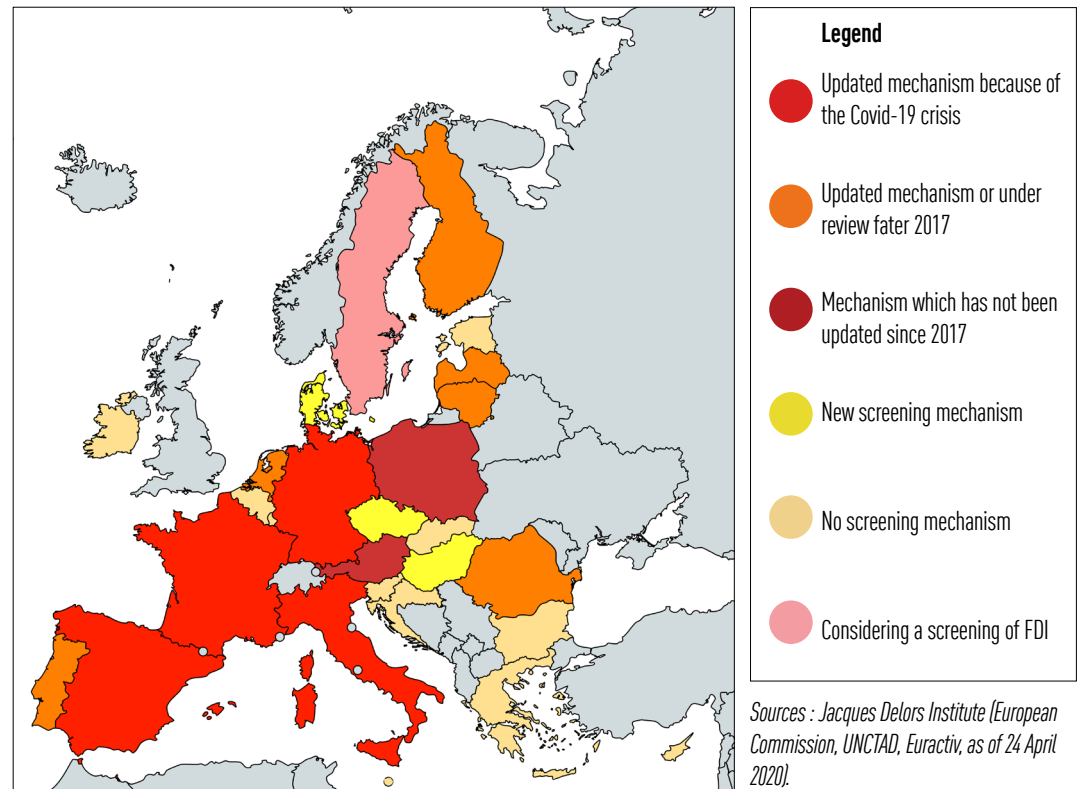 Legend
Updated mechanism because of
the Covid-19 crisis
Updated mechanism or under
review fater 2017
Mechanism which has not been
updated since 2017
New screening mechanism
No screening mechanism
Considering a screening of FDI
Sources : Jacques Delors Institute (European
Commission, UNCTAD, Euractiv, as of 24 April
2020).